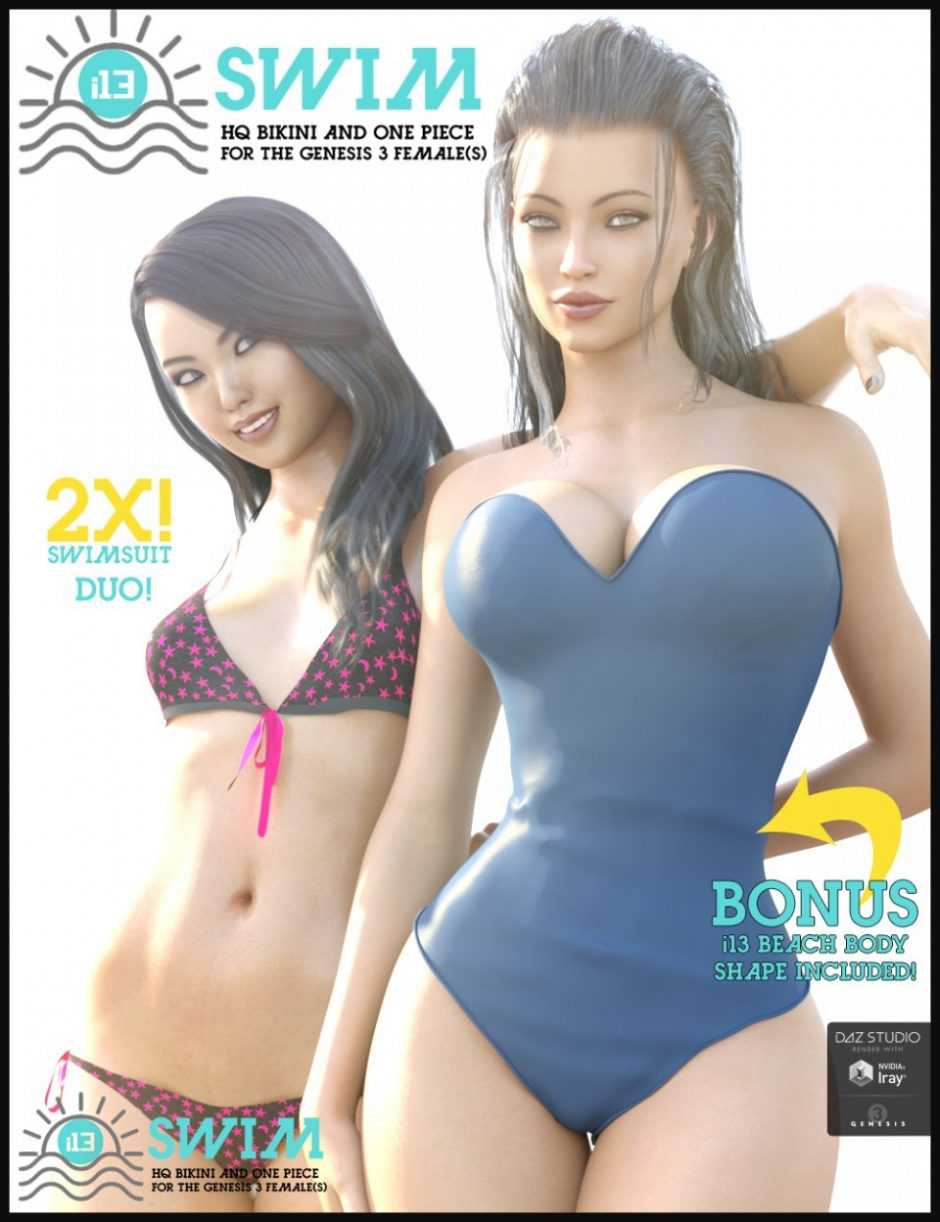 i13
SWIM
HQ BIKINI AND ONE PIECE
FOR THE GENESIS 3 FEMALE(S)
2X!
SWIMSUIT
DUO!
BONUS
i13 BEACH BODY
SHAPE INCLUDED!
DAZ STUDIO
RENDER WITH
NVIDIA
Iray
3
GENESIS
i13
SWIM
HQ BIKINI AND ONE PIECE
FOR THE GENESIS 3 FEMALE(S)